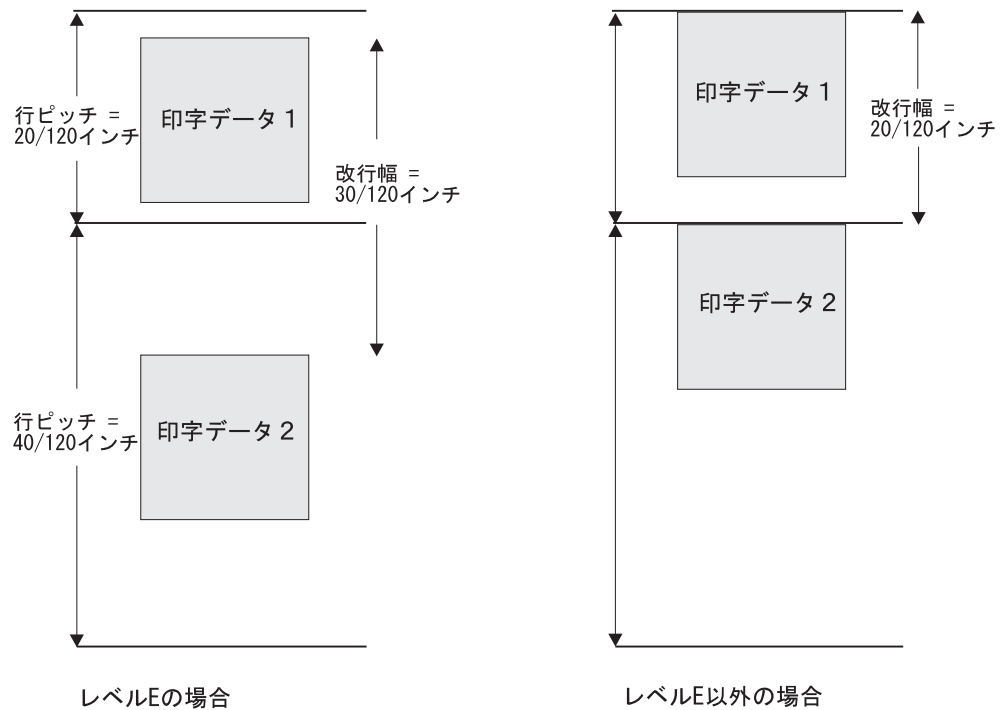 行ピッチ =
20/120インチ
印字データ1
改行幅 =
30/120インチ
行ピッチ =
40/120インチ
印字データ2
レベルEの場合
印字データ1
改行幅 =
20/120インチ
印字データ2
レベルE以外の場合